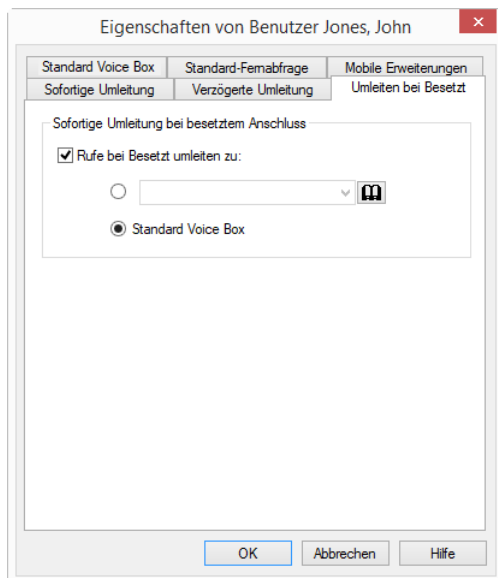 Eigenschaften von Benutzer Jones, John
Standard Voice Box Standard-Fernabfrage Mobile Erweiterungen
Sofortige Umleitung Verzögerte Umleitung Umleiten bei Besetzt
Sofortige Umleitung bei besetztem Anschluss
Rufe bei Besetzt umleiten zu:
Standard Voice Box
OK Abbrechen Hilfe